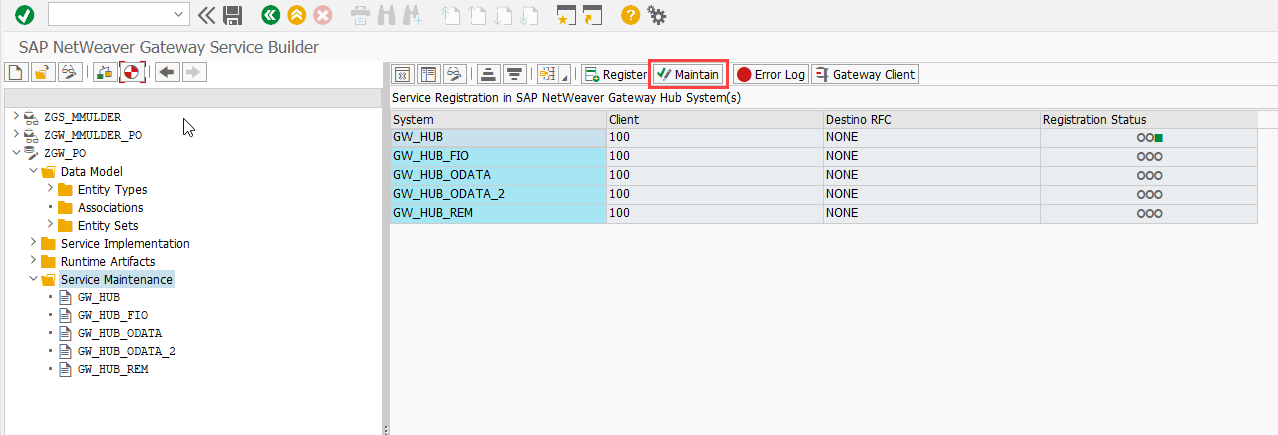 SAP NetWeaver Gateway Service Builder
Register Maintain Error Log Gateway Client
Service Registration in SAP NetWeaver Gateway Hub System(s)
System Client Destino RFC Registration Status
GW_HUB 100 NONE
GW_HUB_FIO 100 NONE
GW_HUB_ODATA 100 NONE
GW_HUB_ODATA_2 100 NONE
GW_HUB_REM 100 NONE
ZGS_MMULDER
ZGW_MMULDER_PO
ZGW_PO
Data Model
Entity Types
Associations
Entity Sets
Service Implementation
Runtime Artifacts
Service Maintenance
GW_HUB
GW_HUB_FIO
GW_HUB_ODATA
GW_HUB_ODATA_2
GW_HUB_REM